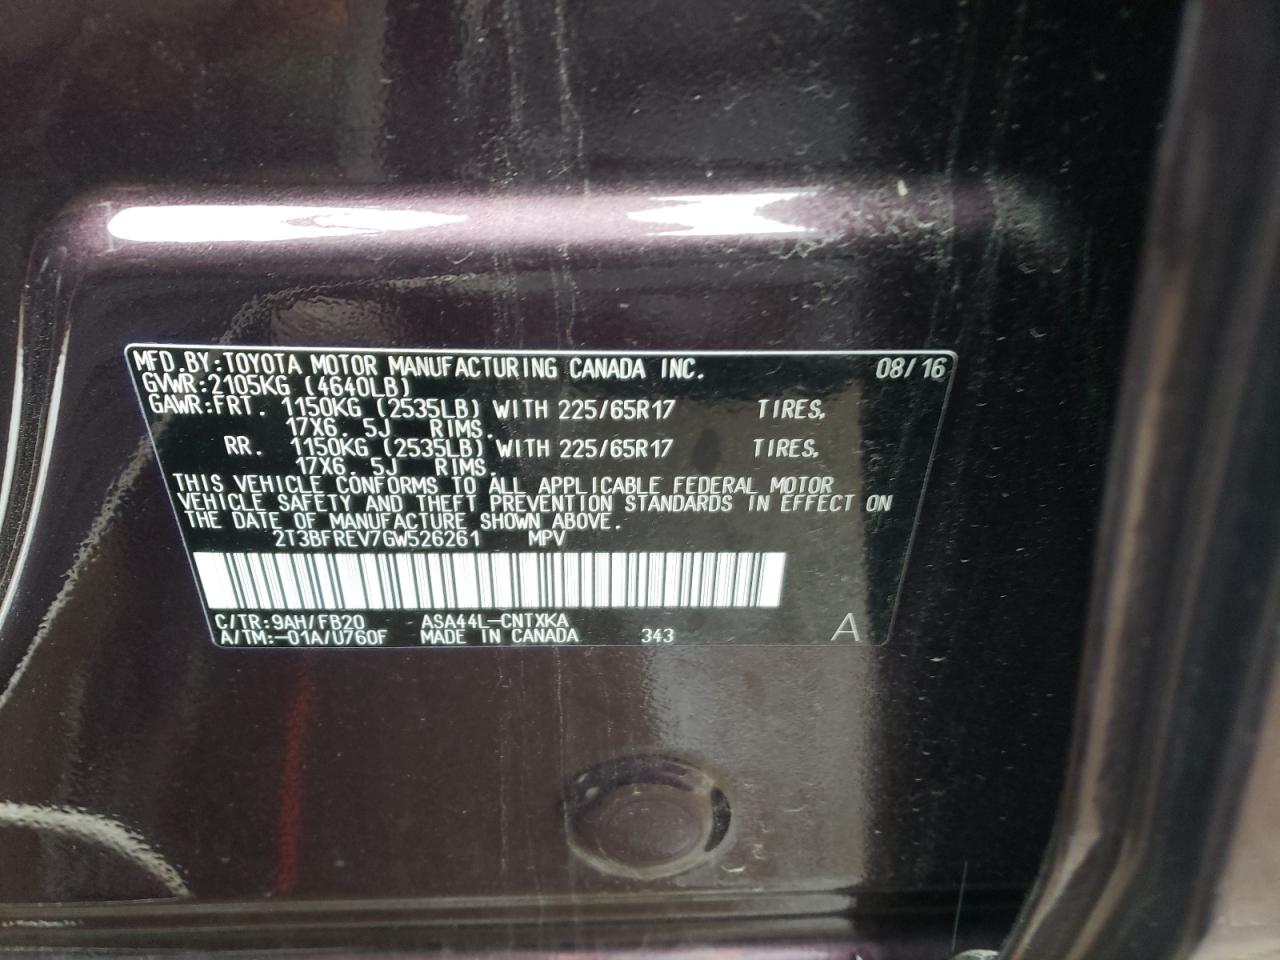 MFD.BY:TOYOTA MOTOR MANUFACTURING CANADA INC. 08/16
GVWR:2105KG (4640LB)
GAWR:FRT. 1150KG (2535LB) WITH 225/65R17 TIRES,
17X6. 5J RIMS.
RR. 1150KG (2535LB) WITH 225/65R17 TIRES,
17X6. 5J RIMS.
THIS VEHICLE CONFORMS TO ALL APPLICABLE FEDERAL MOTOR
VEHICLE SAFETY AND THEFT PREVENTION STANDARDS IN EFFECT ON
THE DATE OF MANUFACTURE SHOWN ABOVE.
2T3BFREV7GW526261 MPV
C/TR:9AH/FB20 ASA44L-CNTXKA
A/TM:-01A/U760F MADE IN CANADA 343 A